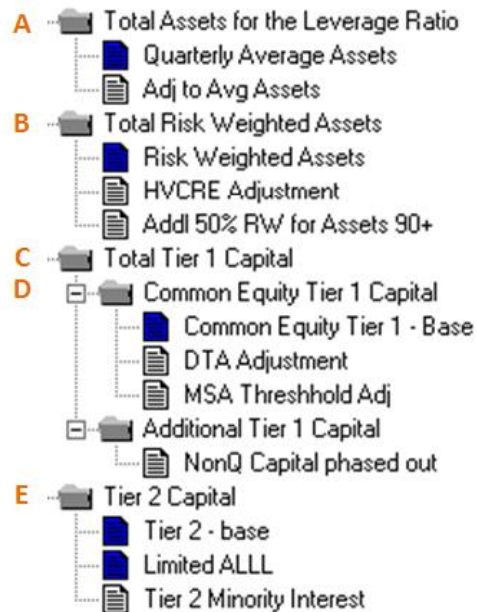 A Total Assets for the Leverage Ratio
Quarterly Average Assets
Adj to Avg Assets
B Total Risk Weighted Assets
Risk Weighted Assets
HVCRE Adjustment
Addl 50% RW for Assets 90+
C Total Tier 1 Capital
D Common Equity Tier 1 Capital
Common Equity Tier 1 - Base
DTA Adjustment
MSA Threshhold Adj
Additional Tier 1 Capital
NonQ Capital phased out
E Tier 2 Capital
Tier 2 - base
Limited ALLL
Tier 2 Minority Interest